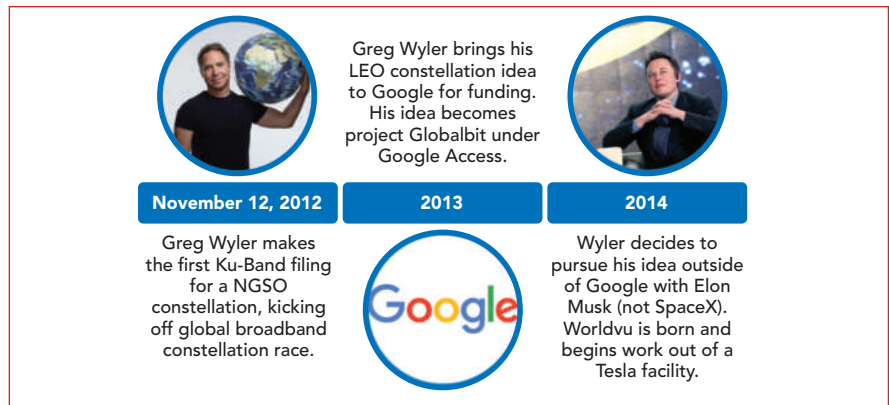 Greg Wyler brings his
LEO constellation idea
to Google for funding.
His idea becomes
project Globalbit under
Google Access.
November 12, 2012
2013
2014
Greg Wyler makes
the first Ku-Band filing
for a NGSO
constellation, kicking
off global broadband
constellation race.
Google
Wyler decides to
pursue his idea outside
of Google with Elon
Musk (not SpaceX).
Worldvu is born and
begins work out of a
Tesla facility.